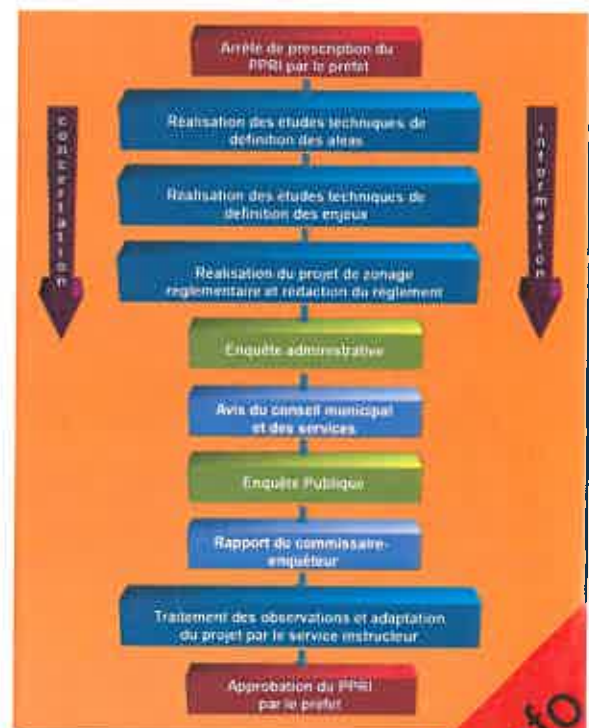 Arrêté de prescription du
PPRI par le préfet
concertation
information
Réalisation des études techniques de
définition des aléas
Réalisation des études techniques de
définition des enjeux
Réalisation du projet de zonage
réglementaire et rédaction du règlement
Enquête administrative
Avis du conseil municipal
et des services
Enquête Publique
Rapport du commissaire-
enquêteur
Traitement des observations et adaptation
du projet par le service instructeur
Approbation du PPRI
par le préfet